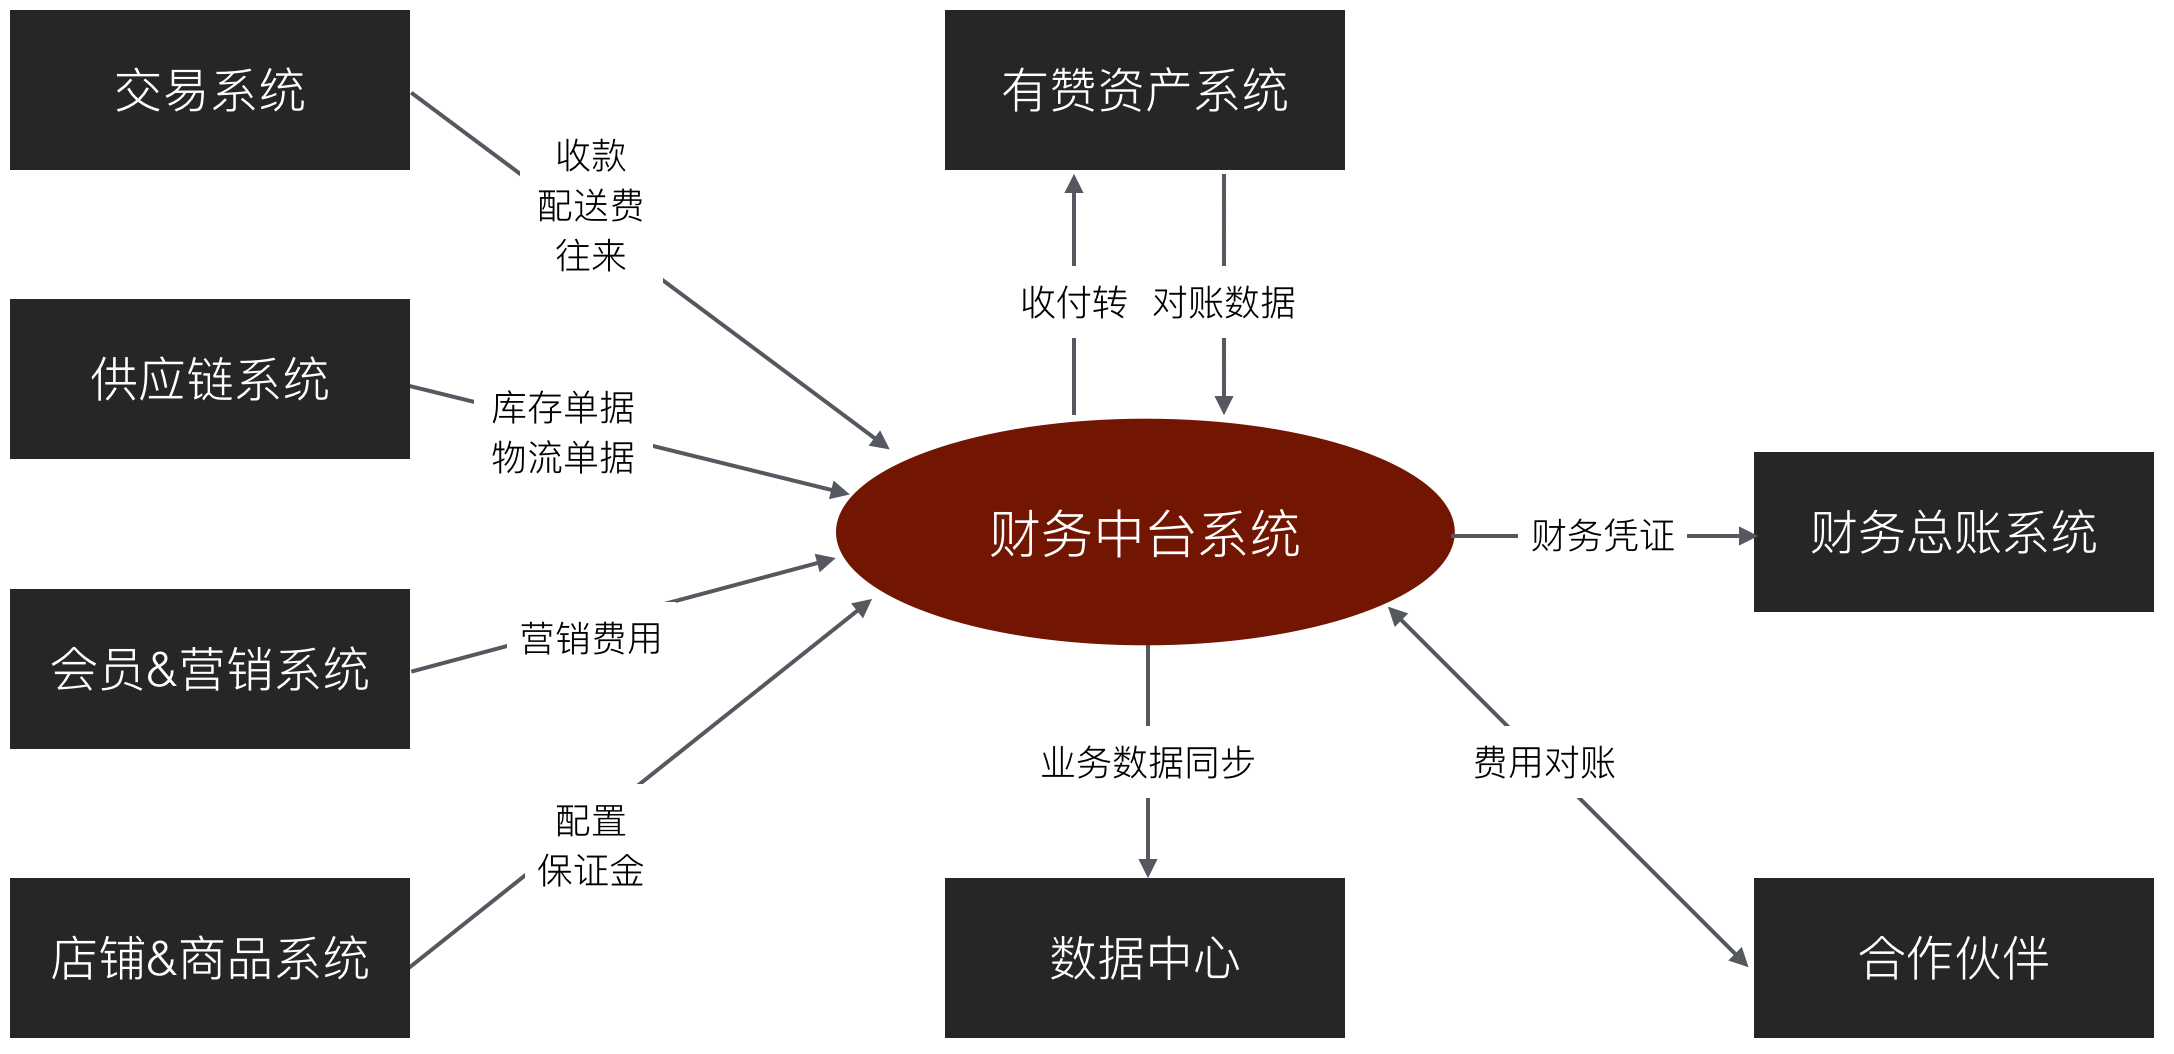 交易系统
有赞资产系统
收款
配送费
往来
收付转
对账数据
供应链系统
库存单据
物流单据
财务中台系统
财务凭证
财务总账系统
会员&营销系统
营销费用
业务数据同步
费用对账
配置
保证金
店铺&商品系统
数据中心
合作伙伴